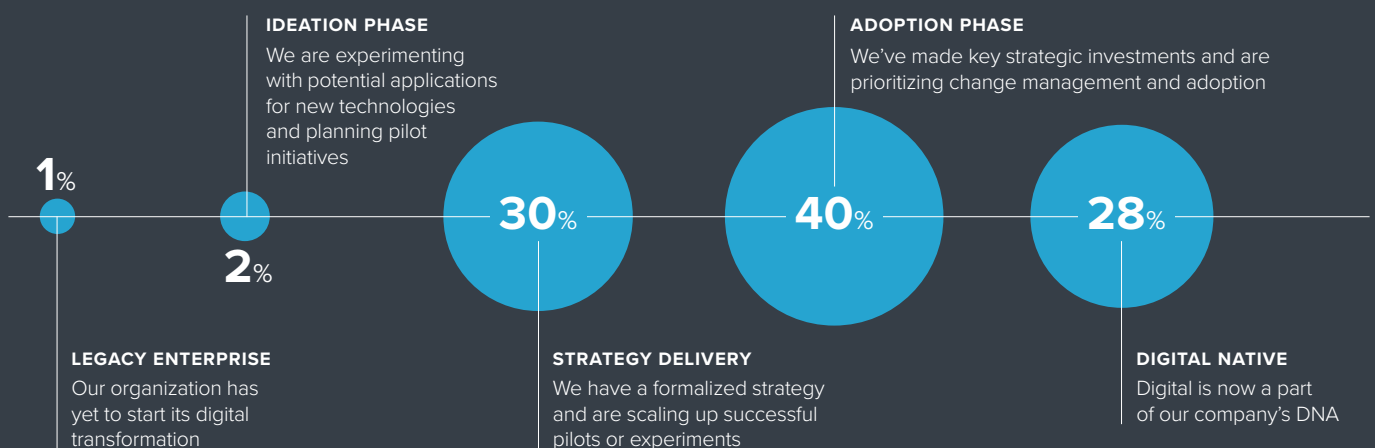 1%
LEGACY ENTERPRISE
Our organization has
yet to start its digital
transformation
IDEATION PHASE
We are experimenting
with potential applications
for new technologies
and planning pilot
initiatives
2%
30%
STRATEGY DELIVERY
We have a formalized strategy
and are scaling up successful
pilots or experiments
ADOPTION PHASE
We’ve made key strategic investments and are
prioritizing change management and adoption
40%
28%
DIGITAL NATIVE
Digital is now a part
of our company’s DNA